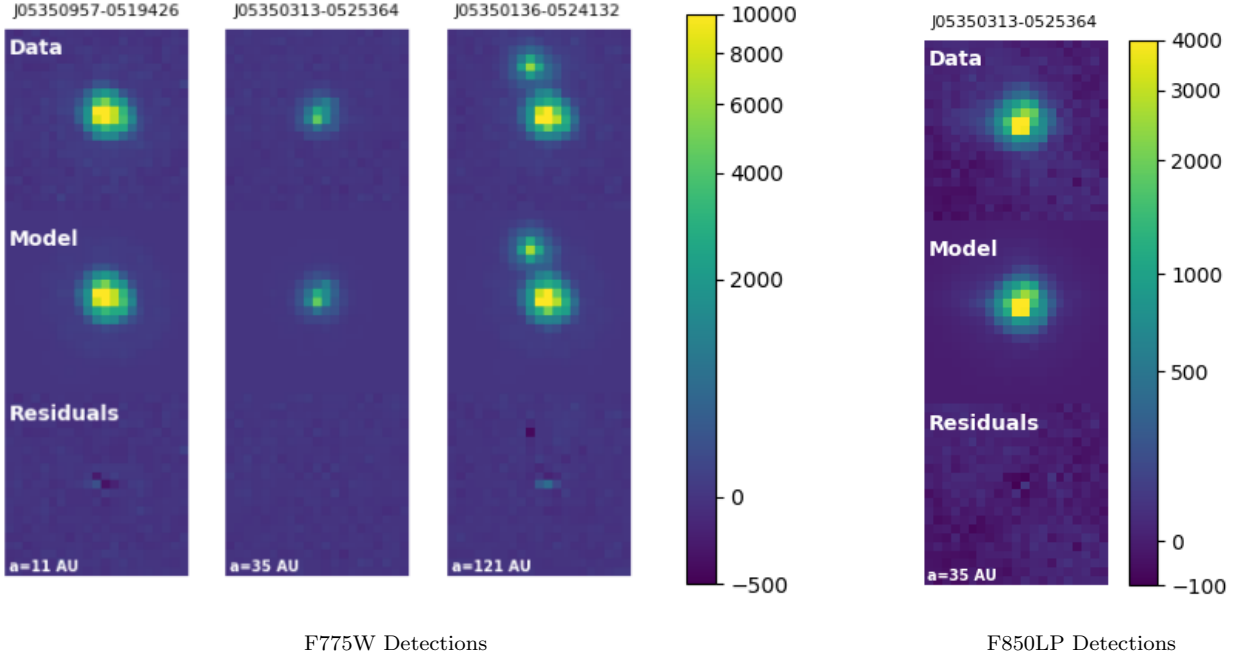 J05350957-0519426 J05350313-0525364 J05350136-0524132
Data
Model
Residuals
a=11 AU a=35 AU a=121 AU
10000
8000
6000
4000
2000
0
−500
F775W Detections
J05350313-0525364
Data
Model
Residuals
a=35 AU
4000
3000
2000
1000
500
0
−100
F850LP Detections